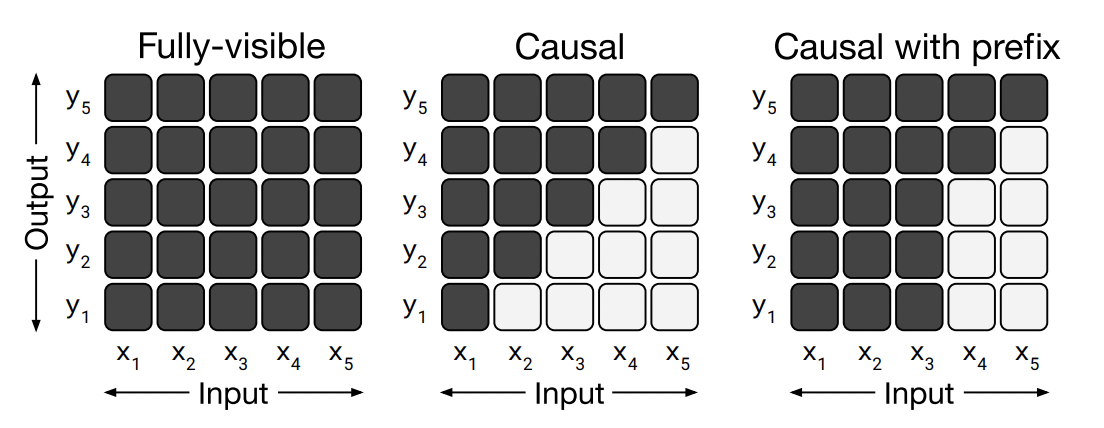 Fully-visible
Causal
Causal with prefix
Output
y5
y4
y3
y2
y1
x1 x2 x3 x4 x5
Input
y5
y4
y3
y2
y1
x1 x2 x3 x4 x5
Input
y5
y4
y3
y2
y1
x1 x2 x3 x4 x5
Input